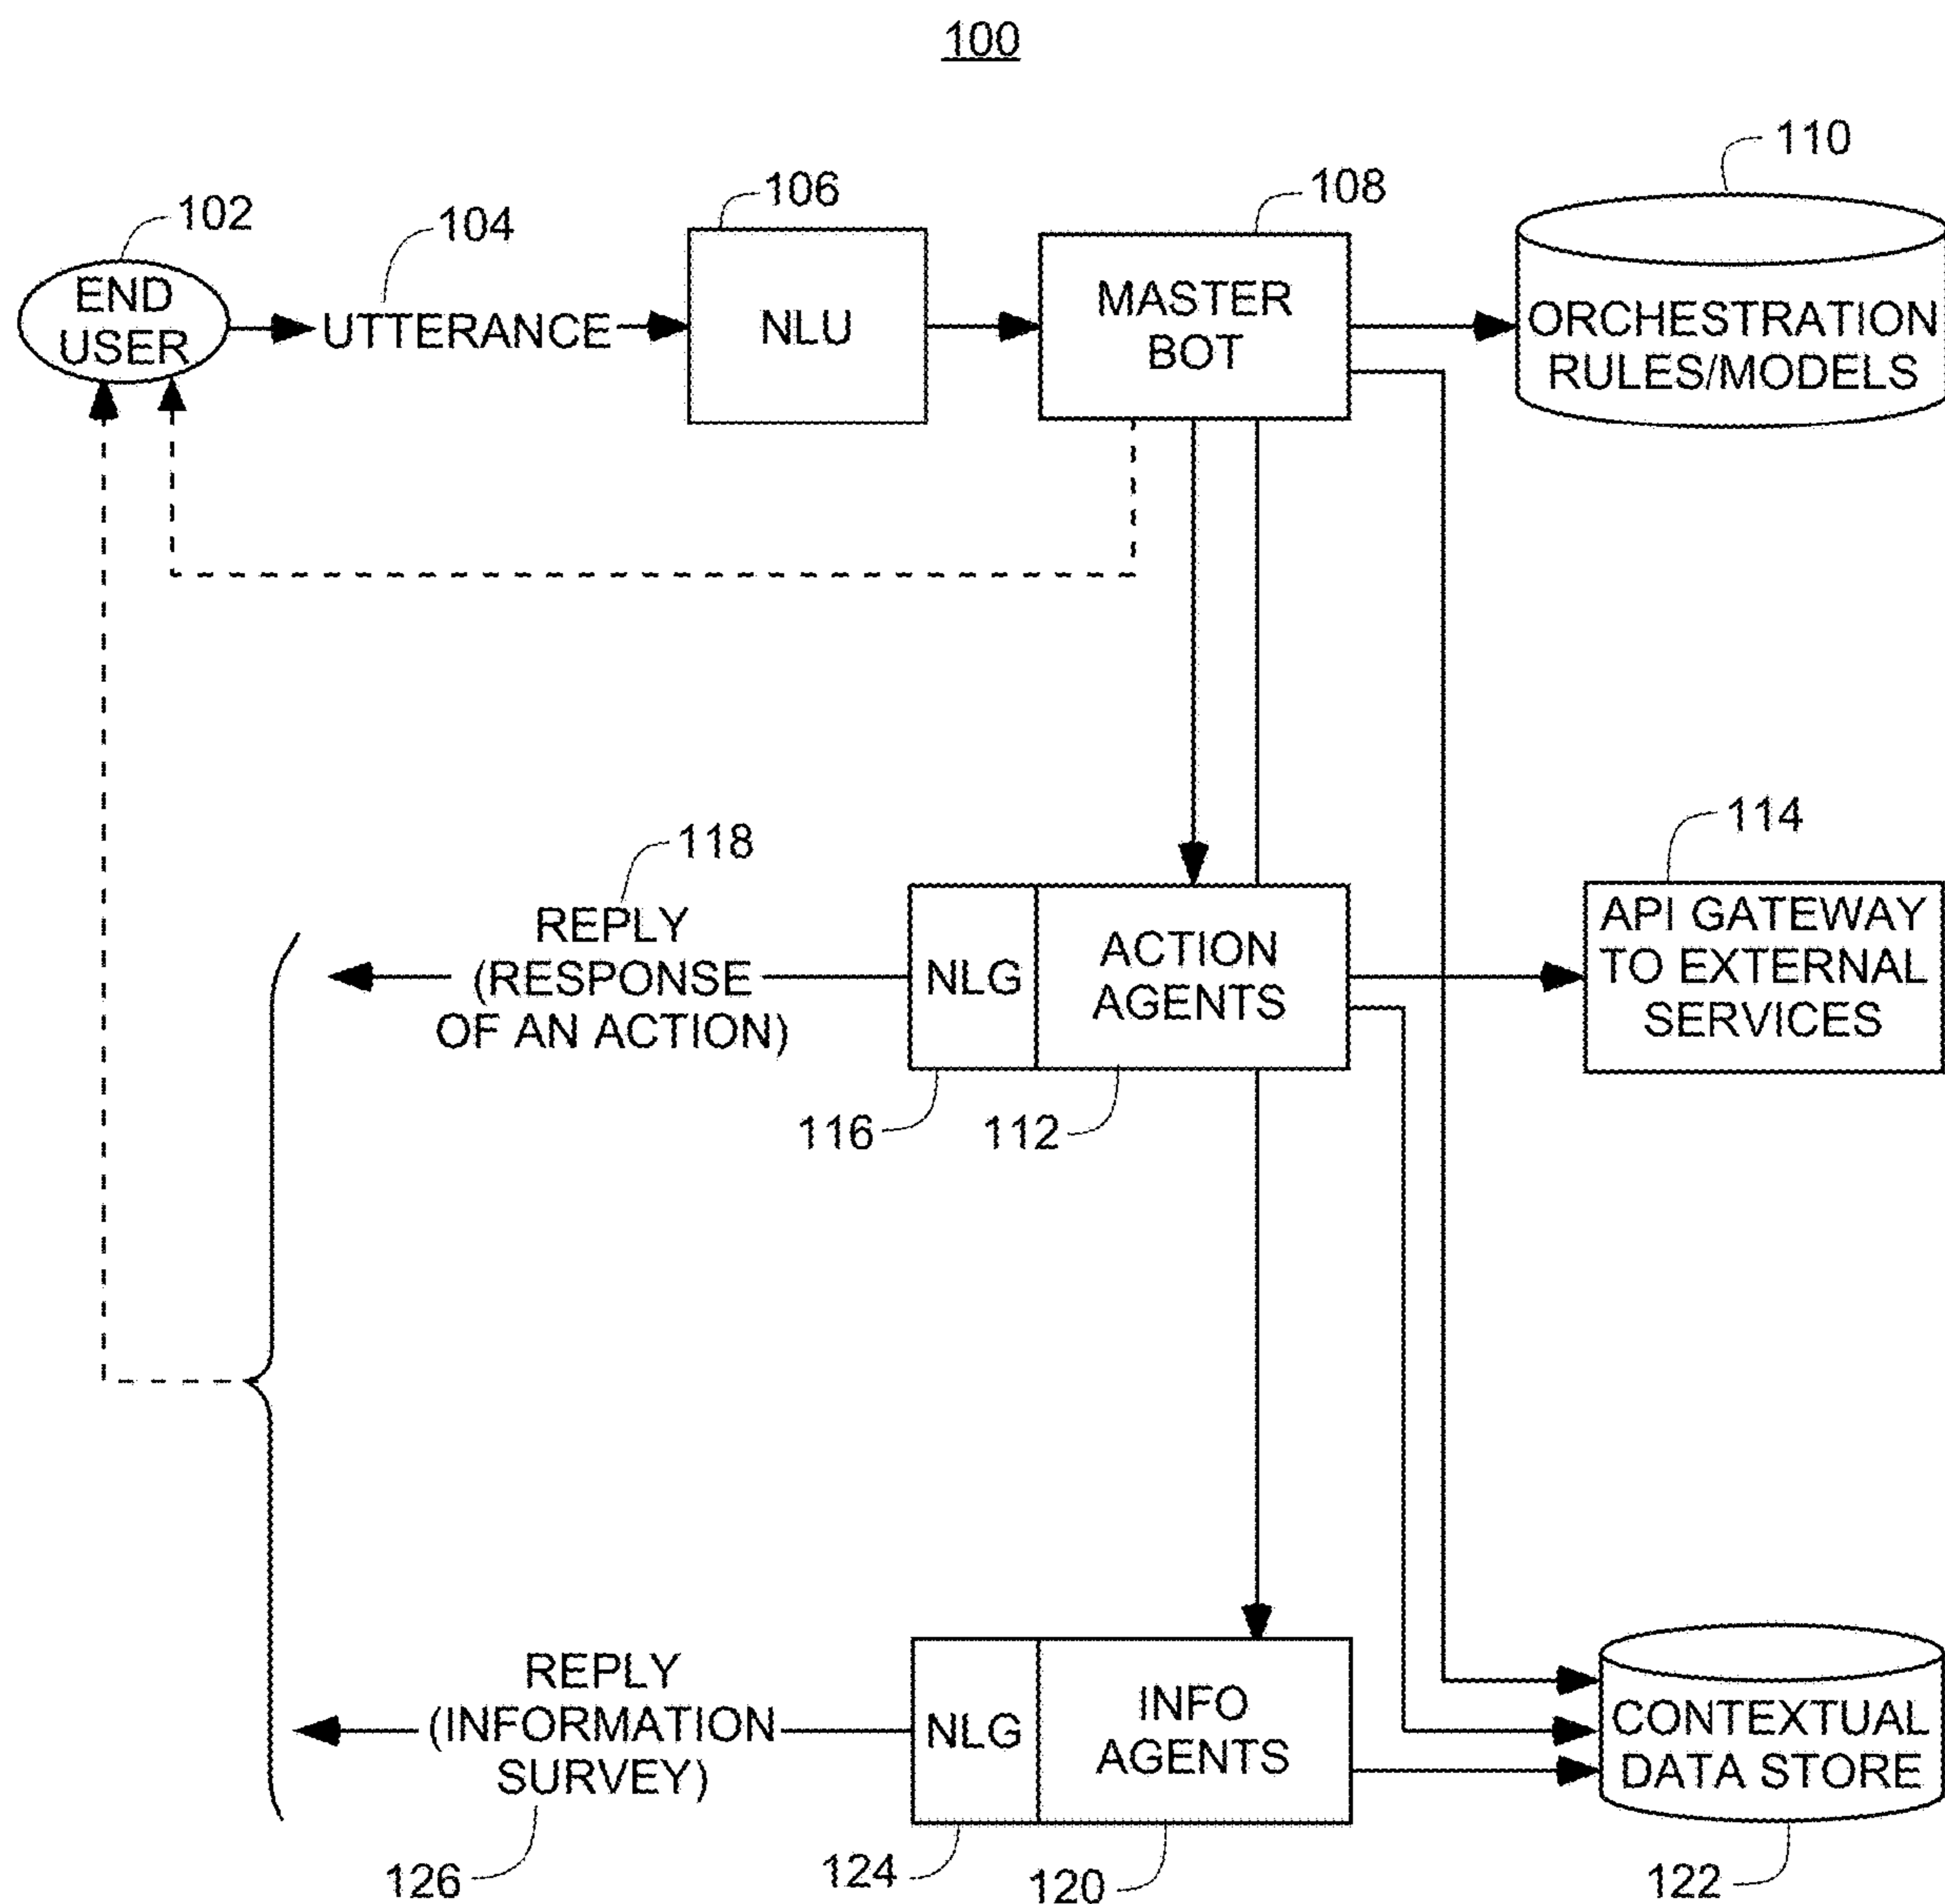 100
110
106
108
102
104
END
USER
UTTERANCE
NLU
MASTER
BOT
ORCHESTRATION
RULES/MODELS
118
114
REPLY
(RESPONSE
OF AN ACTION)
NLG
ACTION
AGENTS
API GATEWAY
TO EXTERNAL
SERVICES
116
112
REPLY
(INFORMATION
SURVEY)
NLG
INFO
AGENTS
CONTEXTUAL
DATA STORE
126
124
120
122